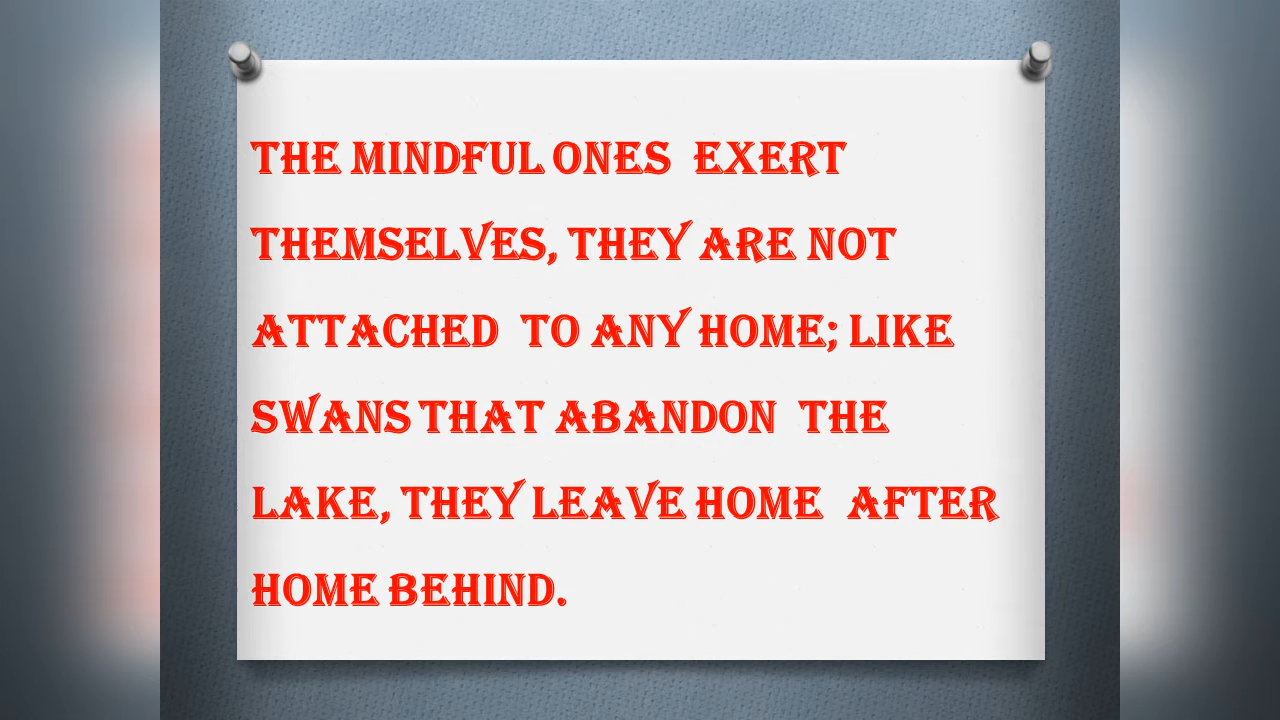 THE MINDFUL ONES EXERT
THEMSELVES, THEY ARE NOT
ATTACHED TO ANY HOME; LIKE
SWANS THAT ABANDON THE
LAKE, THEY LEAVE HOME AFTER
HOME BEHIND.